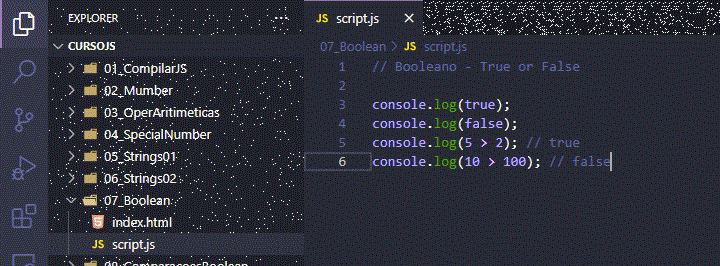 EXPLORER
CURSOJS
01_CompilarJS
02_Mumber
03_OperAritimeticas
04_SpecialNumber
05_Strings01
06_Strings02
07_Boolean
index.html
JS script.js
JS script.js
07_Boolean > JS script.js
1 // Booleano - True or False
2
3 console.log(true);
4 console.log(false);
5 console.log(5 > 2); // true
6 console.log(10 > 100); // false